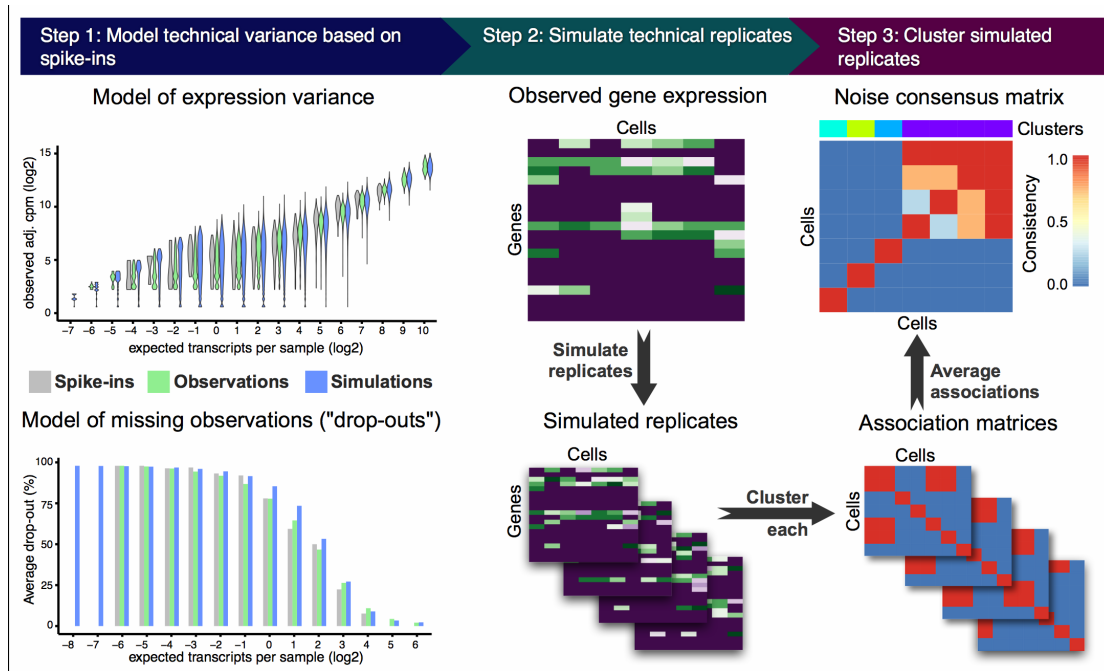 Step 1: Model technical variance based on
spike-ins
Step 2: Simulate technical replicates
Step 3: Cluster simulated
replicates
Model of expression variance
observed adj. cpm (log2)
15
10
5
0
−7 −6 −5 −4 −3 −2 −1 0 1 2 3 4 5 6 7 8 9 10
expected transcripts per sample (log2)
Spike-ins Observations Simulations
Model of missing observations ("drop-outs")
Average drop-out (%)
100
75
50
25
0
−8 −7 −6 −5 −4 −3 −2 −1 0 1 2 3 4 5 6
expected transcripts per sample (log2)
Observed gene expression
Cells
Genes
Simulate
replicates
Simulated replicates
Cells
Genes
Cluster
each
Noise consensus matrix
Clusters
Cells
1.0
0.5
0.0
Consistency
Cells
Average
associations
Association matrices
Cells
Cells